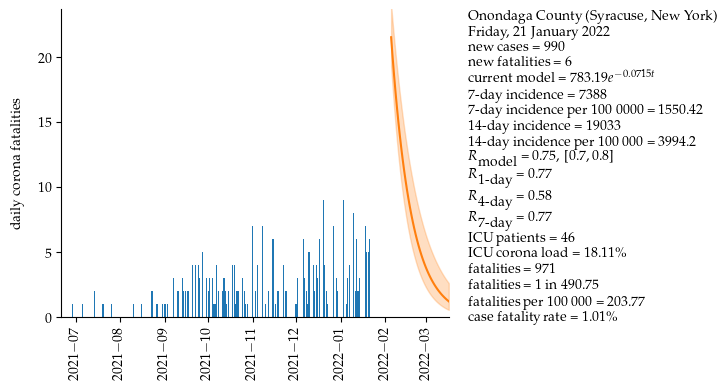 Onondaga County (Syracuse, New York)
Friday, 21 January 2022
new cases = 990
new fatalities = 6
current model = 783.19e^−0.0715t
7-day incidence = 7388
7-day incidence per 100 0000 = 1550.42
14-day incidence = 19033
14-day incidence per 100 000 = 3994.2
Rmodel = 0.75, [0.7, 0.8]
R1-day = 0.77
R4-day = 0.58
R7-day = 0.77
ICU patients = 46
ICU corona load = 18.11%
fatalities = 971
fatalities = 1 in 490.75
fatalities per 100 000 = 203.77
case fatality rate = 1.01%
daily corona fatalities
20
15
10
5
0
2021−07
2021−08
2021−09
2021−10
2021−11
2021−12
2022−01
2022−02
2022−03